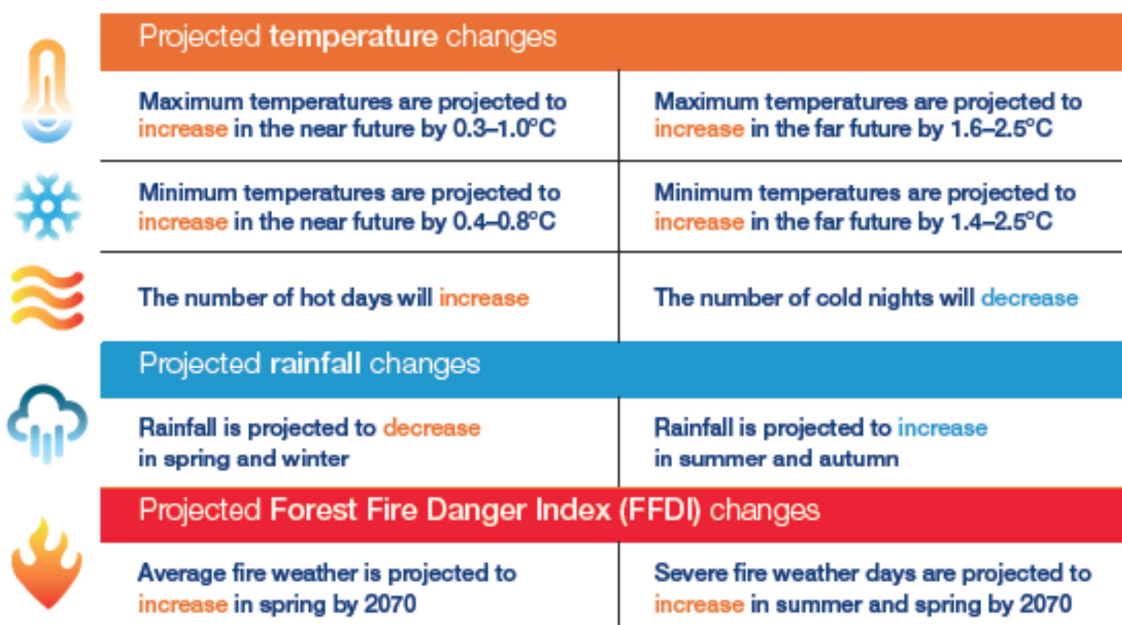 Projected temperature changes
Maximum temperatures are projected to
increase in the near future by 0.3–1.0°C
Maximum temperatures are projected to
increase in the far future by 1.6–2.5°C
Minimum temperatures are projected to
increase in the near future by 0.4–0.8°C
Minimum temperatures are projected to
increase in the far future by 1.4–2.5°C
The number of hot days will increase
The number of cold nights will decrease
Projected rainfall changes
Rainfall is projected to decrease
in spring and winter
Rainfall is projected to increase
in summer and autumn
Projected Forest Fire Danger Index (FFDI) changes
Average fire weather is projected to
increase in spring by 2070
Severe fire weather days are projected to
increase in summer and spring by 2070